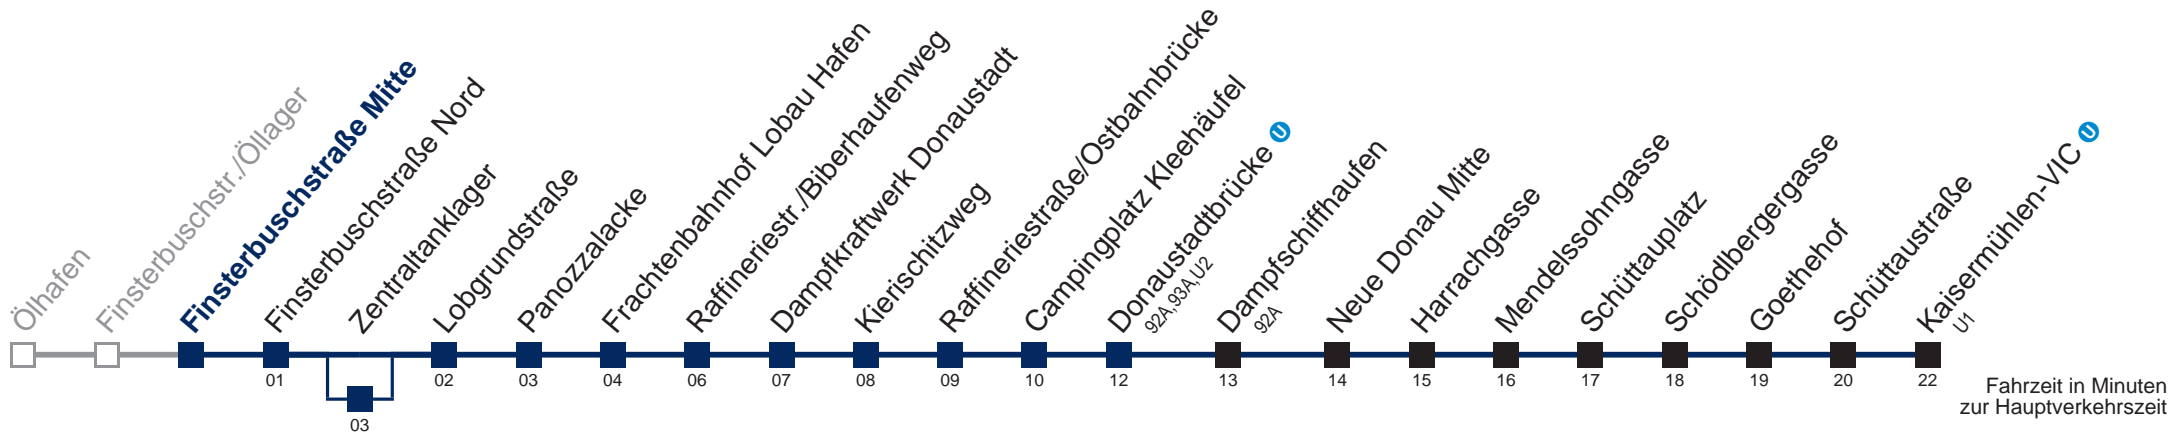 Ölhafen
Finsterbuschstr./Öllager
Finsterbuschstraße Mitte
Finsterbuschstraße Nord
Zentraltanklager
Lobgrundstraße
Panozzalacke
Frachtenbahnhof Lobau Hafen
Raffineriestr./Biberhaufenweg
Dampfkraftwerk Donaustadt
Kierischitzweg
Raffineriestraße/Ostbahnbrücke
Campingplatz Kleehäufel
Donaustadtbrücke U
92A,93A,U2
Dampfschiffhaufen
92A
Neue Donau Mitte
Harrachgasse
Mendelssohngasse
Schüttauplatz
Schödlbergergasse
Goethehof
Schüttaustraße
Kaisermühlen-VIC U
U1
01
02
03
04
06
07
08
09
10
12
13
14
15
16
17
18
19
20
22
03
Fahrzeit in Minuten
zur Hauptverkehrszeit